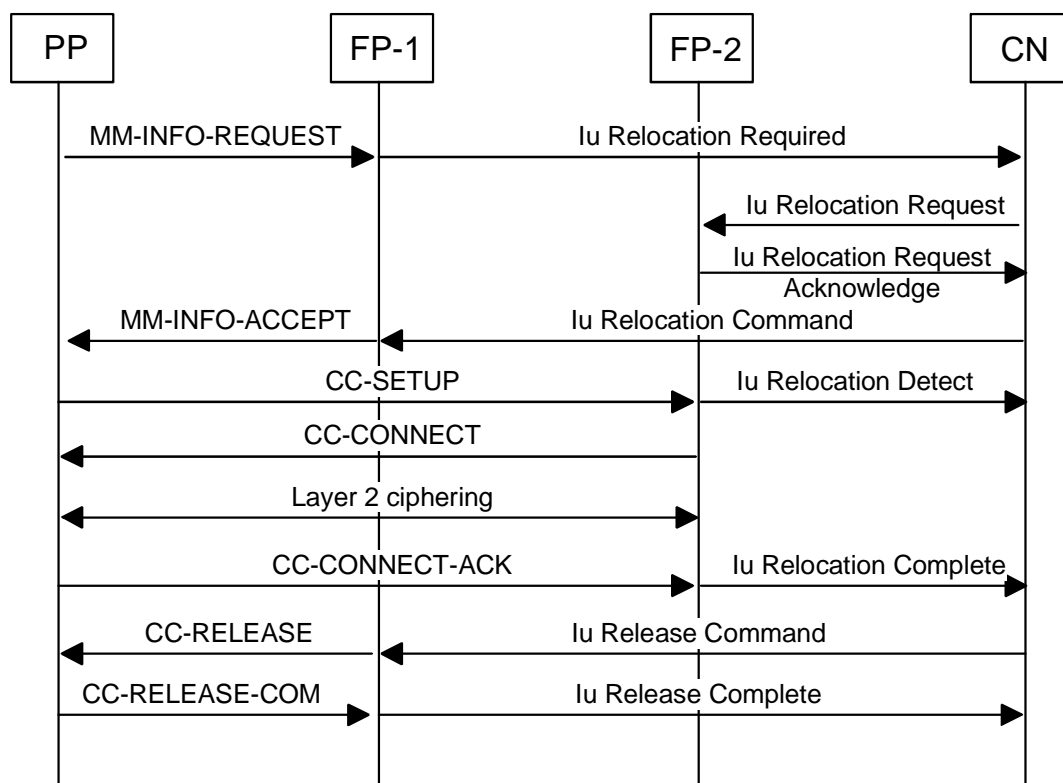 PP
FP-1
FP-2
CN
MM-INFO-REQUEST
Iu Relocation Required
Iu Relocation Request
Iu Relocation Request
Acknowledge
MM-INFO-ACCEPT
Iu Relocation Command
CC-SETUP
Iu Relocation Detect
CC-CONNECT
Layer 2 ciphering
CC-CONNECT-ACK
Iu Relocation Complete
CC-RELEASE
Iu Release Command
CC-RELEASE-COM
Iu Release Complete